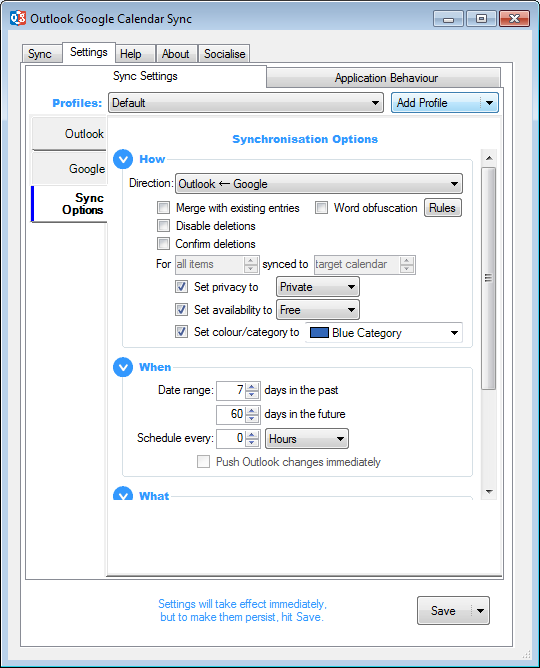 Outlook Google Calendar Sync
Sync Settings Help About Socialise
Sync Settings Application Behaviour
Profiles: Default Add Profile
Outlook
Google
Sync
Options
Synchronisation Options
How
Direction: Outlook ← Google
Merge with existing entries Word obfuscation Rules
Disable deletions
Confirm deletions
For all items synced to target calendar
Set privacy to Private
Set availability to Free
Set colour/category to Blue Category
When
Date range: 7 days in the past
60 days in the future
Schedule every: 0 Hours
Push Outlook changes immediately
What
Settings will take effect immediately,
but to make them persist, hit Save.
Save